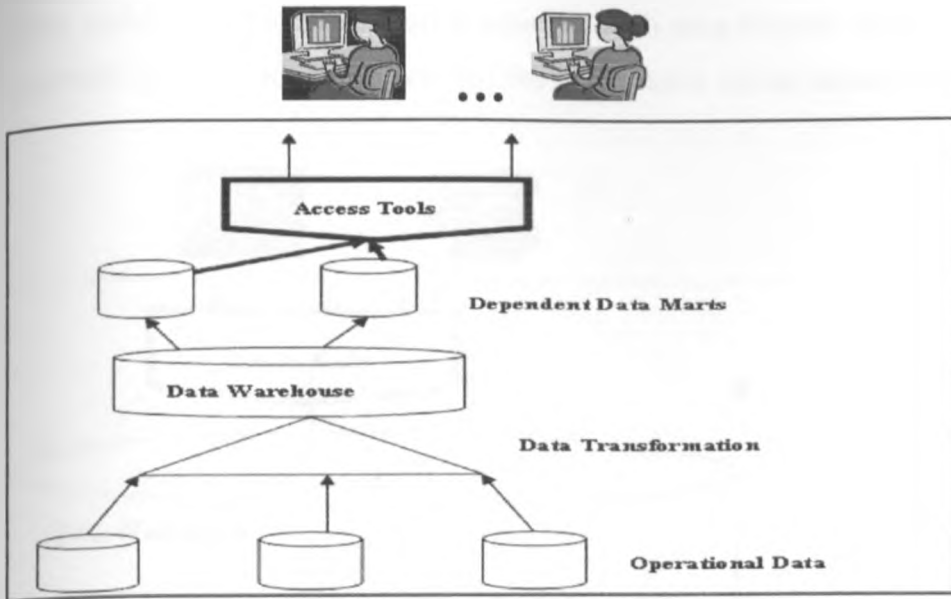 Access Tools
Dependent Data Marts
Data Warehouse
Data Transformation
Operational Data